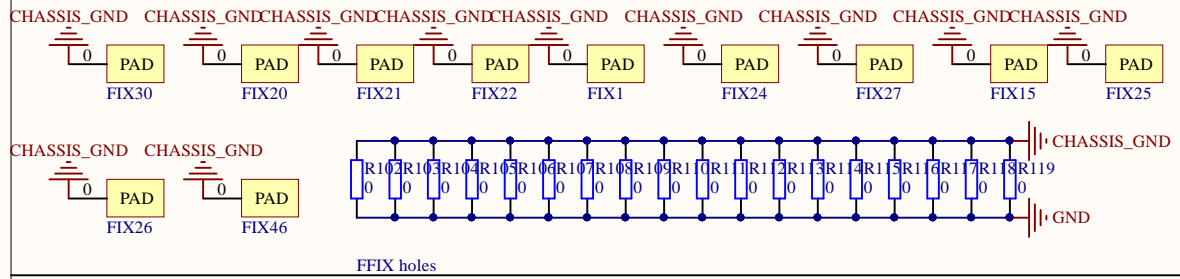 CHASSIS_GND CHASSIS_GND CHASSIS_GND CHASSIS_GND CHASSIS_GND CHASSIS_GND CHASSIS_GND CHASSIS_GND CHASSIS_GND
0 PAD 0 PAD 0 PAD 0 PAD 0 PAD 0 PAD 0 PAD 0 PAD 0 PAD
FIX30 FIX20 FIX21 FIX22 FIX1 FIX24 FIX27 FIX15 FIX25
CHASSIS_GND CHASSIS_GND
0 PAD 0 PAD
FIX26 FIX46
CHASSIS_GND
R102 R103 R104 R105 R106 R107 R108 R109 R110 R111 R112 R113 R114 R115 R116 R117 R118 R119
0 0 0 0 0 0 0 0 0 0 0 0 0 0 0 0 0 0
GND
FFIX holes